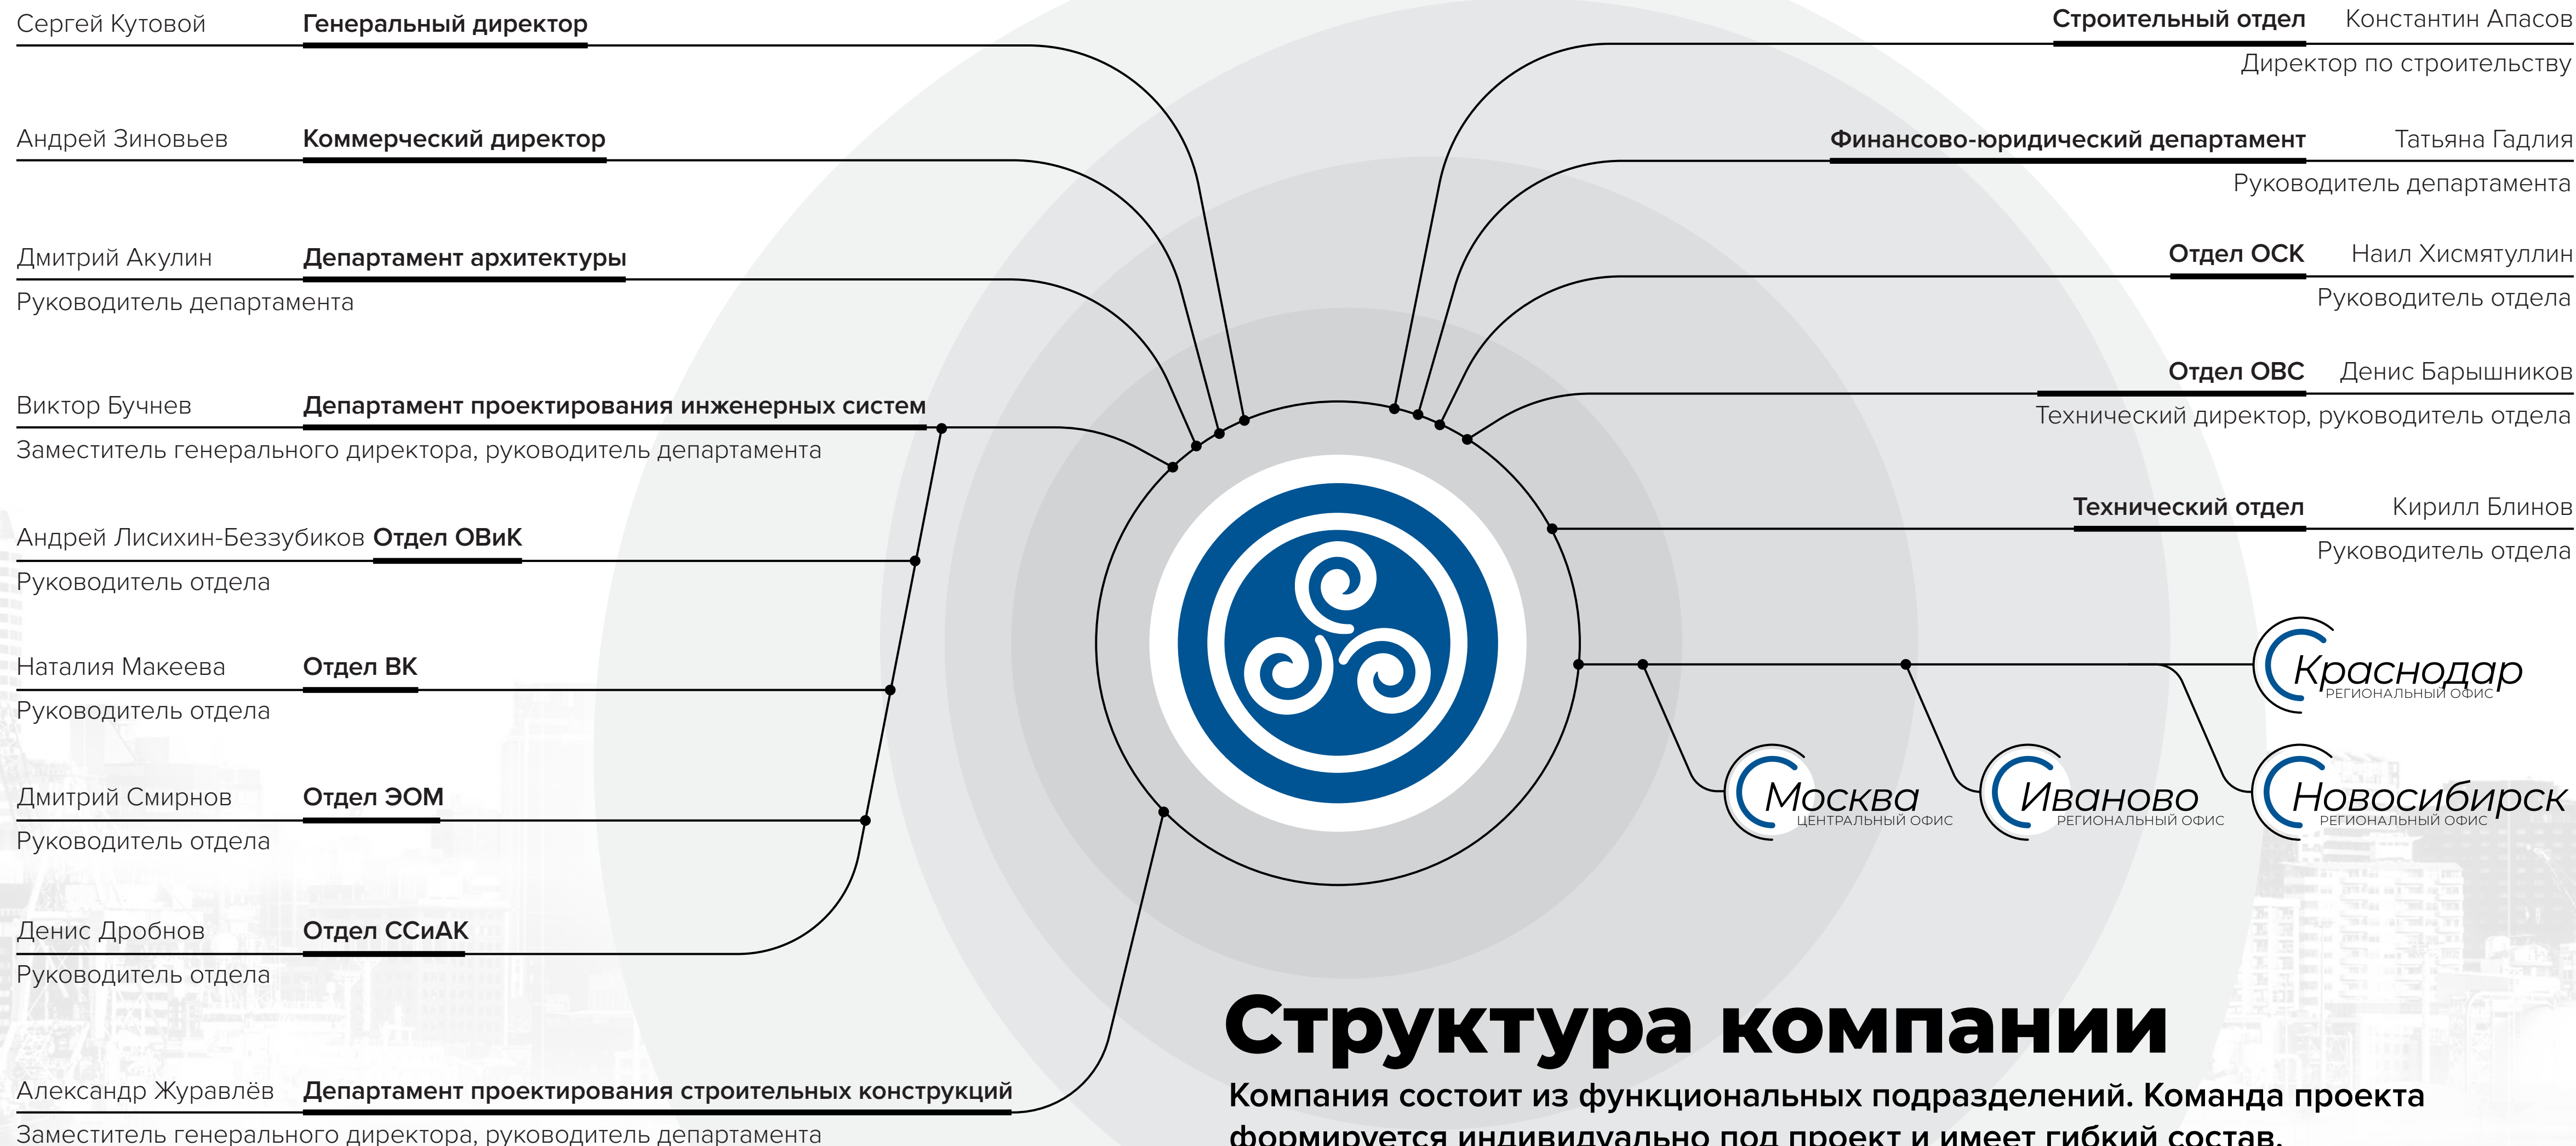 Сергей Кутовой Генеральный директор
Андрей Зиновьев Коммерческий директор
Дмитрий Акулин Департамент архитектуры
Руководитель департамента
Виктор Бучнев Департамент проектирования инженерных систем
Заместитель генерального директора, руководитель департамента
Андрей Лисихин-Беззубиков Отдел ОВиК
Руководитель отдела
Наталия Макеева Отдел ВК
Руководитель отдела
Дмитрий Смирнов Отдел ЭОМ
Руководитель отдела
Денис Дробнов Отдел ССиАК
Руководитель отдела
Александр Журавлёв Департамент проектирования строительных конструкций
Заместитель генерального директора, руководитель департамента
Строительный отдел Константин Апасов
Директор по строительству
Финансово-юридический департамент Татьяна Гадлия
Руководитель департамента
Отдел ОСК Наил Хисмятуллин
Руководитель отдела
Отдел ОВС Денис Барышников
Технический директор, руководитель отдела
Технический отдел Кирилл Блинов
Руководитель отдела
Краснодар
РЕГИОНАЛЬНЫЙ ОФИС
Москва
ЦЕНТРАЛЬНЫЙ ОФИС
Иваново
РЕГИОНАЛЬНЫЙ ОФИС
Новосибирск
РЕГИОНАЛЬНЫЙ ОФИС
Структура компании
Компания состоит из функциональных подразделений. Команда проекта
формируется индивидуально под проект и имеет гибкий состав.